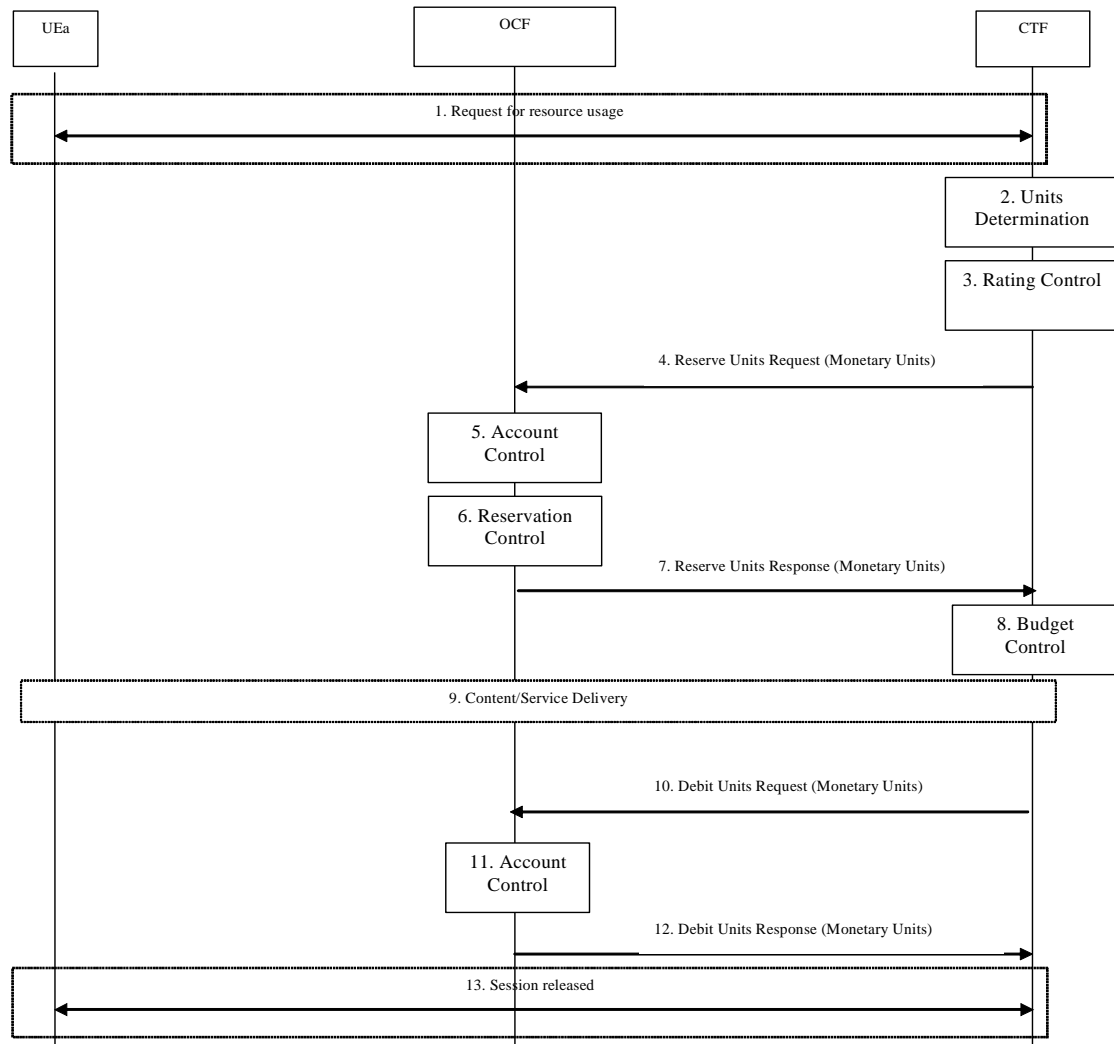 UEa
OCF
CTF
1. Request for resource usage
2. Units
Determination
3. Rating Control
4. Reserve Units Request (Monetary Units)
5. Account
Control
6. Reservation
Control
7. Reserve Units Response (Monetary Units)
8. Budget
Control
9. Content/Service Delivery
10. Debit Units Request (Monetary Units)
11. Account
Control
12. Debit Units Response (Monetary Units)
13. Session released